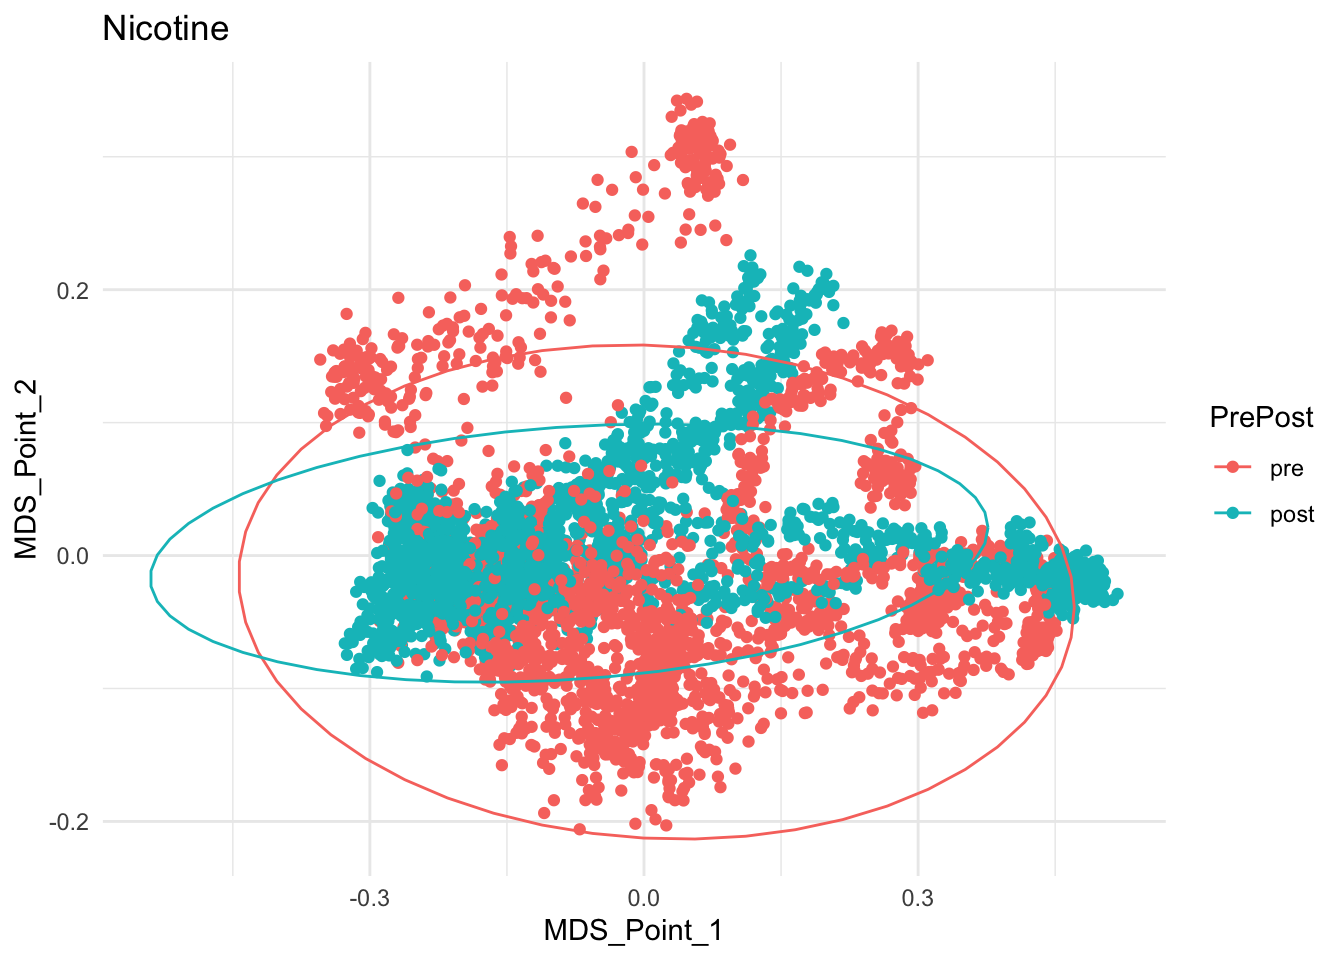 Nicotine
MDS_Point_2
0.2
0.0
-0.2
-0.3
0.0
0.3
MDS_Point_1
PrePost
pre
post